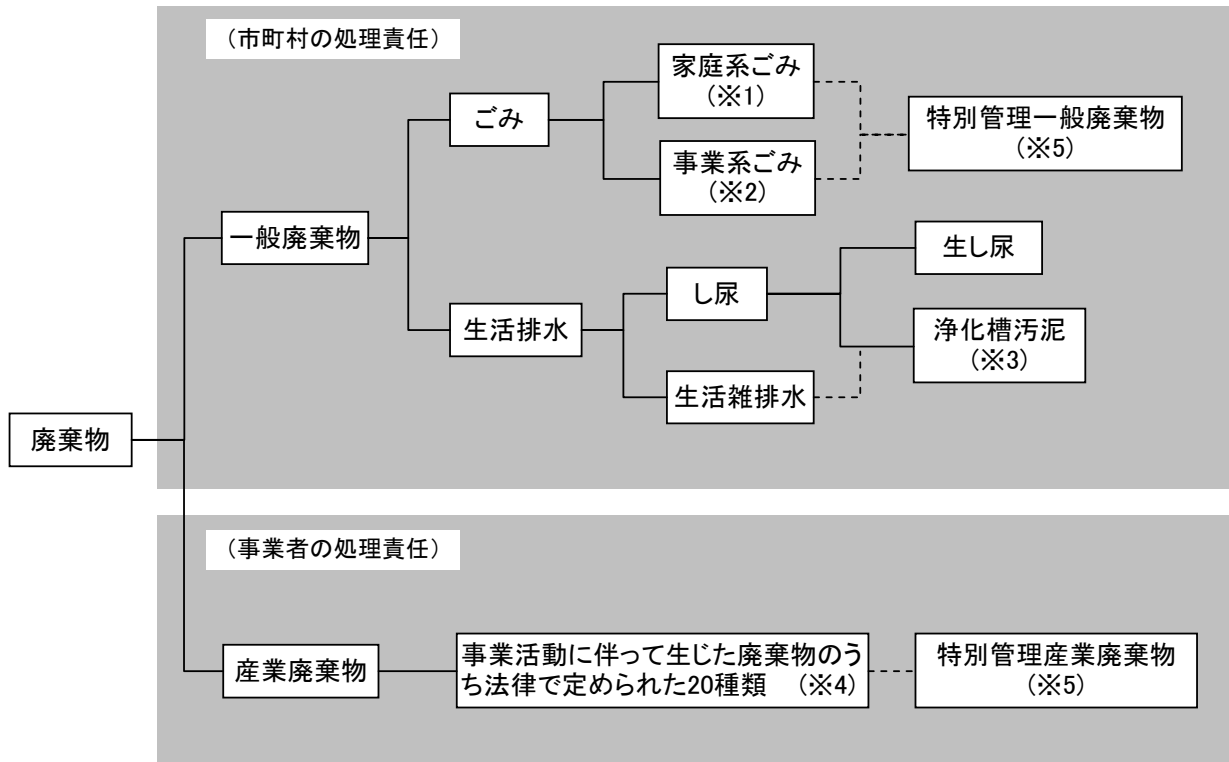 （市町村の処理責任）
家庭系ごみ
（※1）
ごみ
特別管理一般廃棄物
（※5）
事業系ごみ
（※2）
一般廃棄物
生し尿
し尿
生活排水
浄化槽汚泥
（※3）
生活雑排水
廃棄物
（事業者の処理責任）
産業廃棄物
事業活動に伴って生じた廃棄物のう
ち法律で定められた20種類　（※4）
特別管理産業廃棄物
（※5）